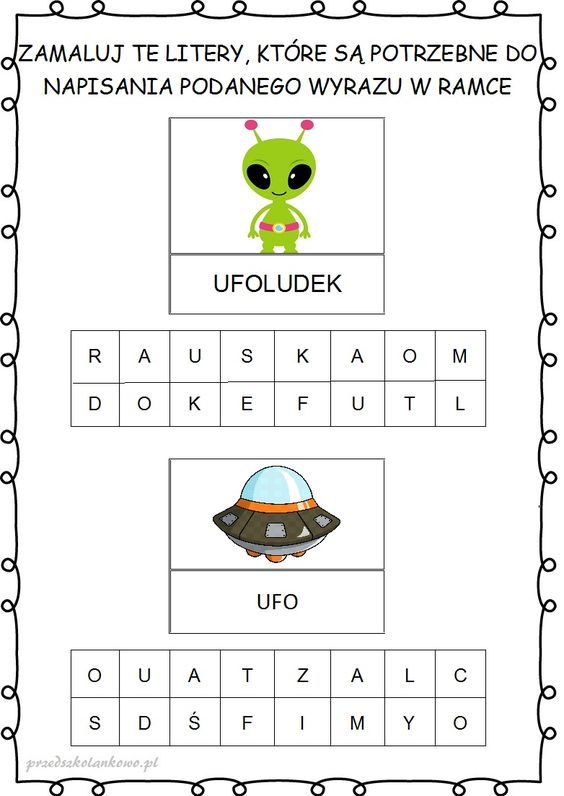 ZAMALUJ TE LITERY, KTÓRE SĄ POTRZEBNE DO
NAPISANIA PODANEGO WYRAZU W RAMCE
UFOLUDEK
R A U S K A O M
D O K E F U T L
UFO
O U A T Z A L C
S D Ś F I M Y O
przedszkolankowo.pl